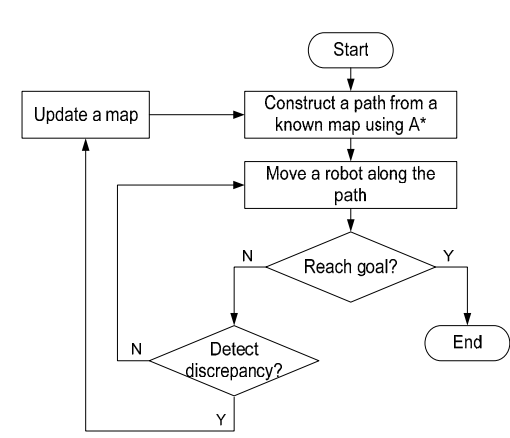 Start
Update a map
Construct a path from a
known map using A*
Move a robot along the
path
N
Reach goal?
Y
N
Detect
discrepancy?
End
Y